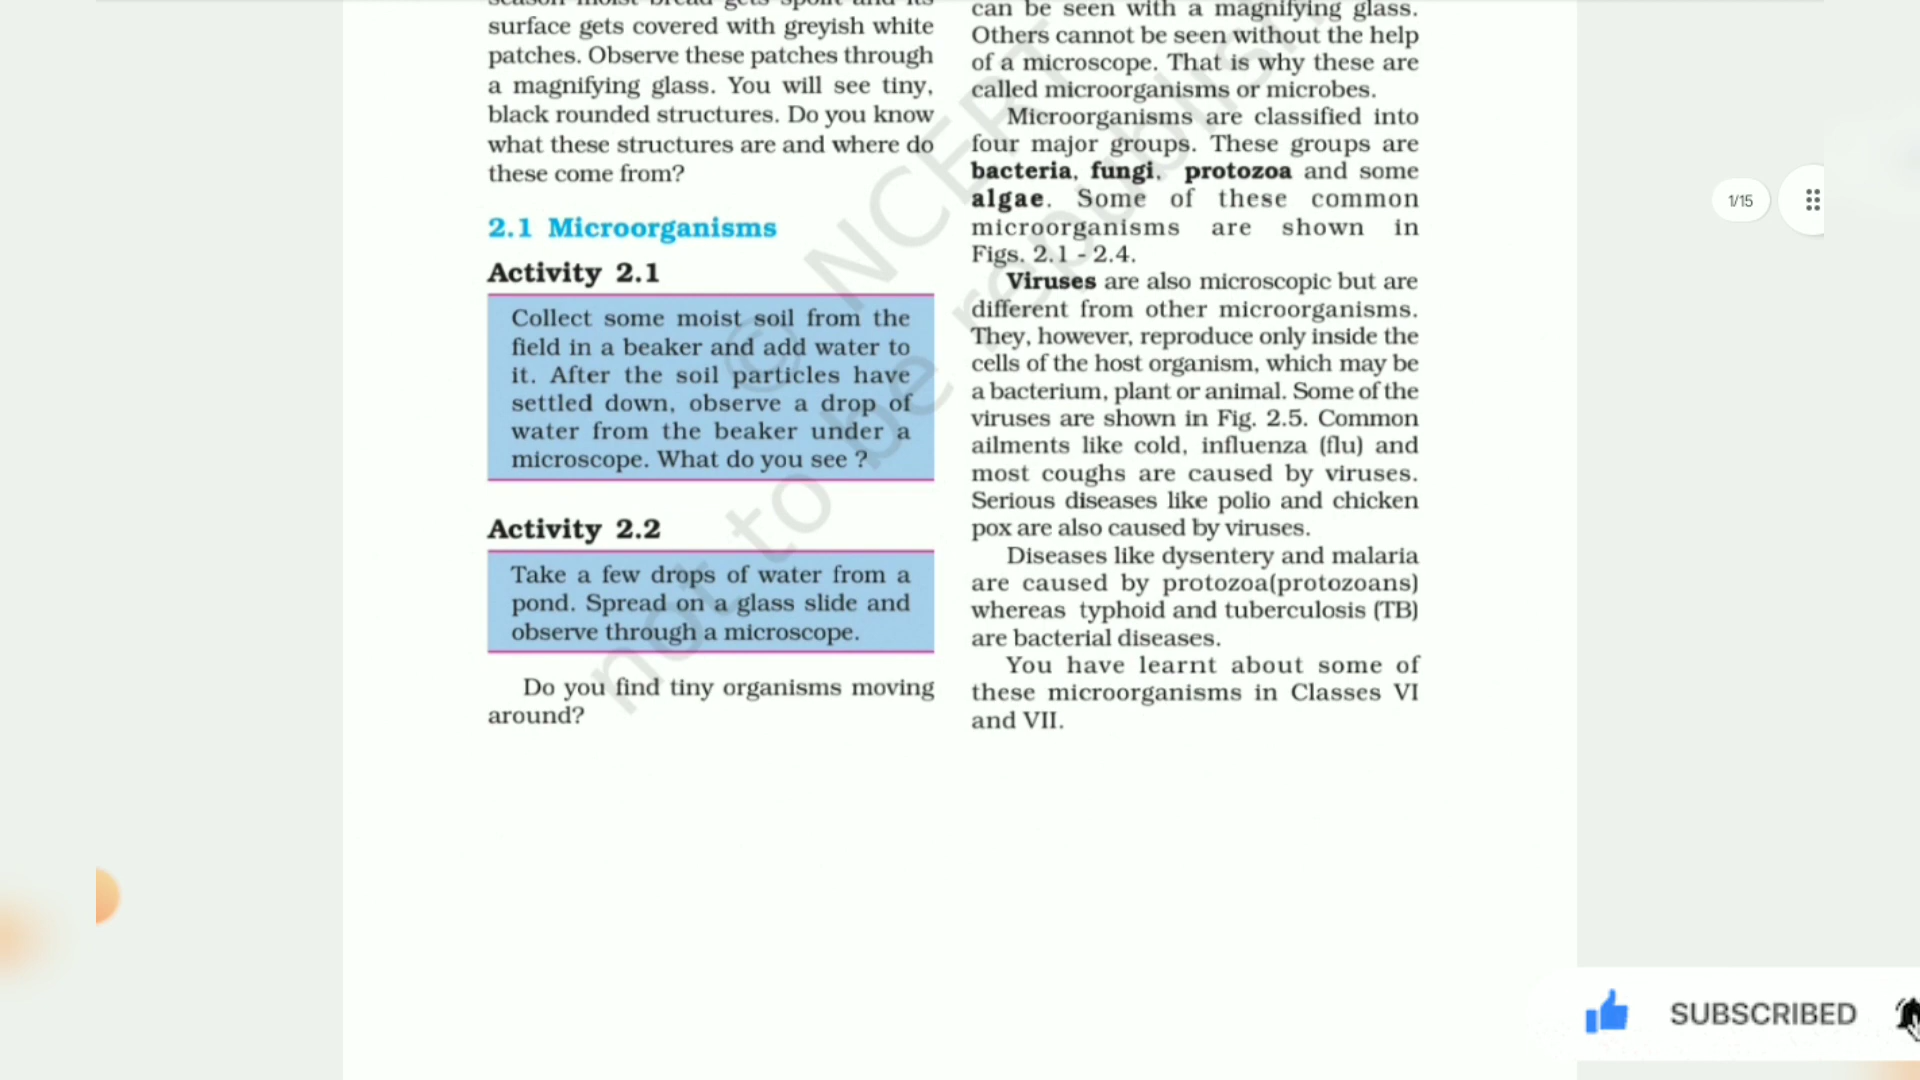 season moist bread gets spoilt and its
surface gets covered with greyish white
patches. Observe these patches through
a magnifying glass. You will see tiny,
black rounded structures. Do you know
what these structures are and where do
these come from?
2.1 Microorganisms
Activity 2.1
Collect some moist soil from the
field in a beaker and add water to
it. After the soil particles have
settled down, observe a drop of
water from the beaker under a
microscope. What do you see ?
Activity 2.2
Take a few drops of water from a
pond. Spread on a glass slide and
observe through a microscope.
Do you find tiny organisms moving
around?
can be seen with a magnifying glass.
Others cannot be seen without the help
of a microscope. That is why these are
called microorganisms or microbes.
Microorganisms are classified into
four major groups. These groups are
bacteria, fungi, protozoa and some
algae. Some of these common
microorganisms are shown in
Figs. 2.1 - 2.4.
Viruses are also microscopic but are
different from other microorganisms.
They, however, reproduce only inside the
cells of the host organism, which may be
a bacterium, plant or animal. Some of the
viruses are shown in Fig. 2.5. Common
ailments like cold, influenza (flu) and
most coughs are caused by viruses.
Serious diseases like polio and chicken
pox are also caused by viruses.
Diseases like dysentery and malaria
are caused by protozoa(protozoans)
whereas typhoid and tuberculosis (TB)
are bacterial diseases.
You have learnt about some of
these microorganisms in Classes VI
and VII.
© NCERT
not to be republish
1/15
SUBSCRIBED